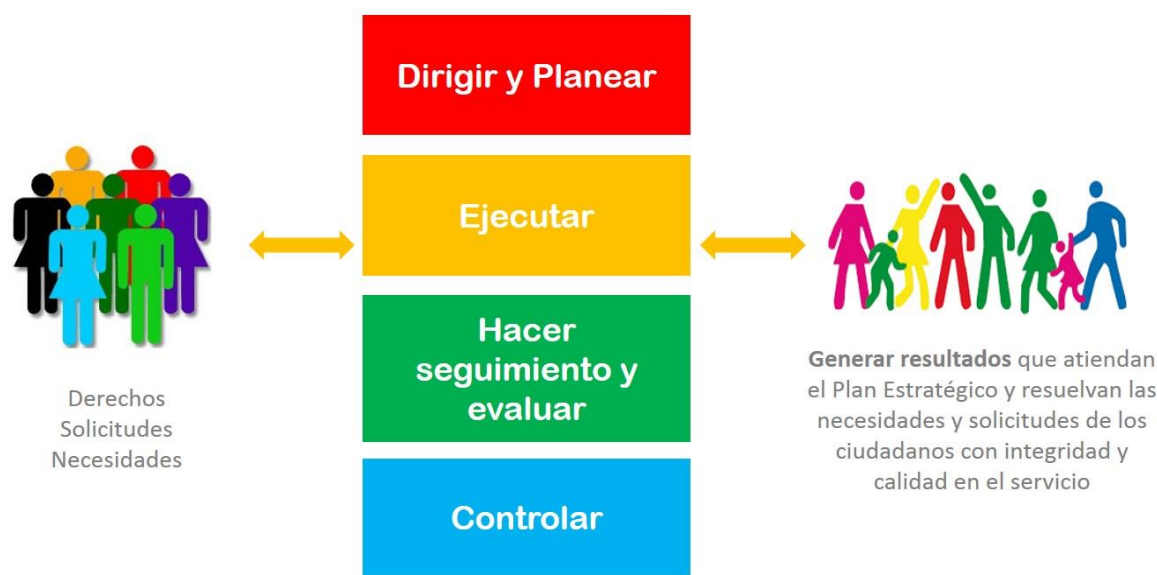 Dirigir y Planear
Ejecutar
Hacer
seguimiento y
evaluar
Controlar
Derechos
Solicitudes
Necesidades
Generar resultados que atiendan
el Plan Estratégico y resuelvan las
necesidades y solicitudes de los
ciudadanos con integridad y
calidad en el servicio